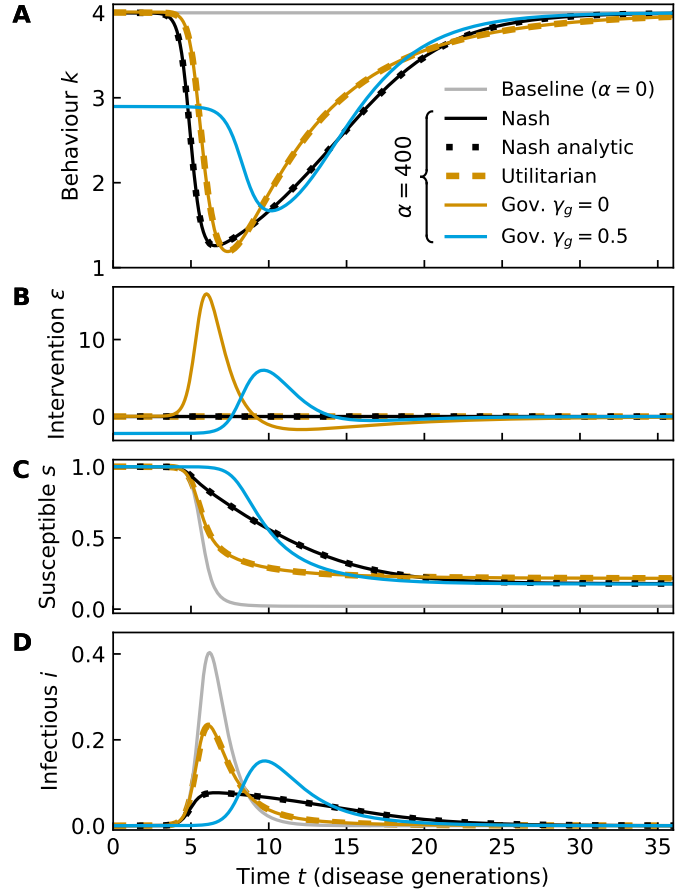 A
4
3
2
1
Behaviour k
Baseline (α = 0)
Nash
Nash analytic
Utilitarian
Gov. γg = 0
Gov. γg = 0.5
α = 400
B
10
0
Intervention ε
C
1.0
0.5
0.0
Susceptible s
D
0.4
0.2
0.0
Infectious i
0 5 10 15 20 25 30 35
Time t (disease generations)